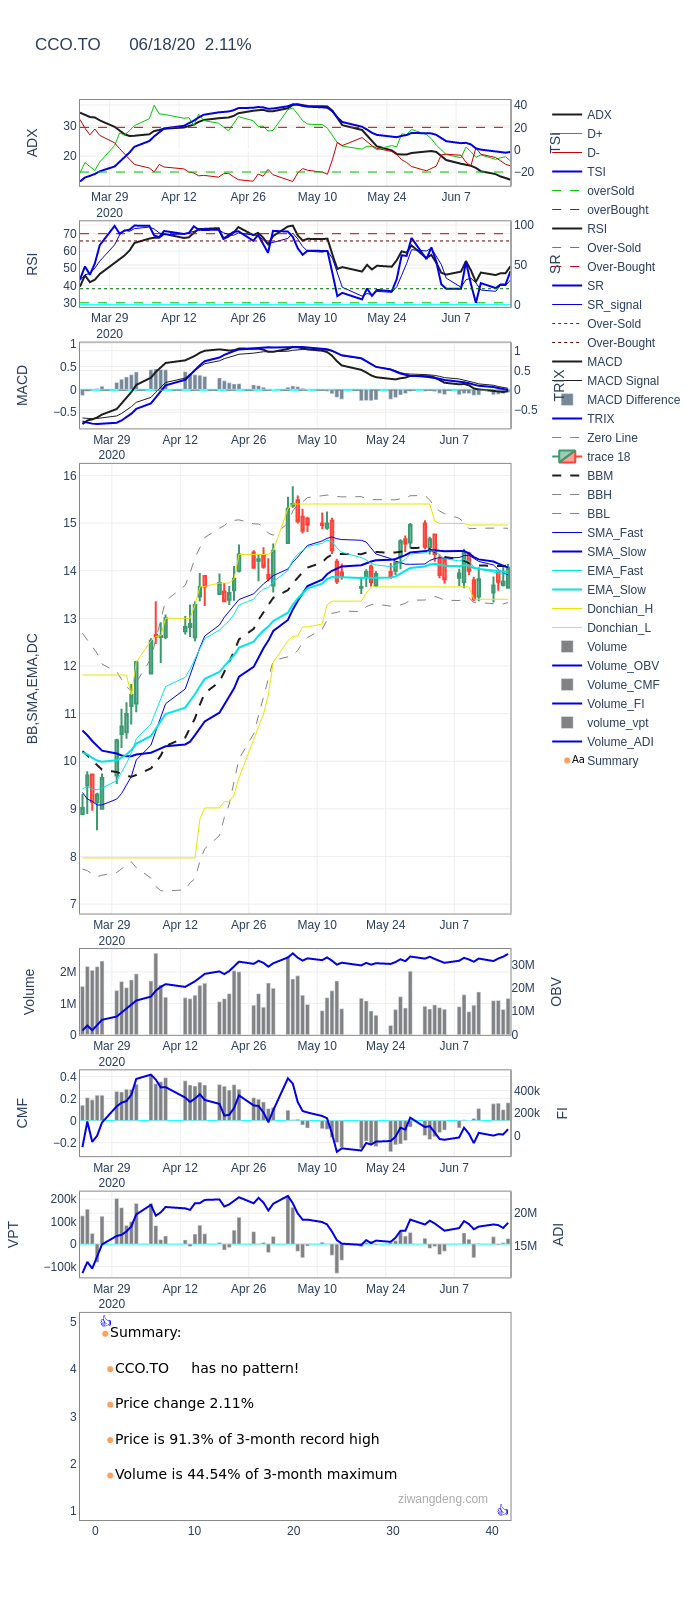 CCO.TO 06/18/20 2.11%
ADX
30
20
40
20
0
−20
TSI
Mar 29 Apr 12 Apr 26 May 10 May 24 Jun 7
2020
RSI
70
60
50
40
30
100
50
0
SR
Mar 29 Apr 12 Apr 26 May 10 May 24 Jun 7
2020
MACD
1
0.5
0
−0.5
1
0.5
0
−0.5
TRIX
Mar 29 Apr 12 Apr 26 May 10 May 24 Jun 7
2020
BB,SMA,EMA,DC
16
15
14
13
12
11
10
9
8
7
Mar 29 Apr 12 Apr 26 May 10 May 24 Jun 7
2020
Volume
2M
1M
0
30M
20M
10M
0
OBV
Mar 29 Apr 12 Apr 26 May 10 May 24 Jun 7
2020
CMF
0.4
0.2
0
−0.2
400k
200k
0
FI
Mar 29 Apr 12 Apr 26 May 10 May 24 Jun 7
2020
VPT
200k
100k
0
−100k
20M
15M
ADI
Mar 29 Apr 12 Apr 26 May 10 May 24 Jun 7
2020
5
4
3
2
1
👍
Summary:
CCO.TO has no pattern!
Price change 2.11%
Price is 91.3% of 3-month record high
Volume is 44.54% of 3-month maximum
ziwangdeng.com
👍
0 10 20 30 40
ADX
D+
D-
TSI
overSold
overBought
RSI
Over-Sold
Over-Bought
SR
SR_signal
Over-Sold
Over-Bought
MACD
MACD Signal
MACD Difference
TRIX
Zero Line
trace 18
BBM
BBH
BBL
SMA_Fast
SMA_Slow
EMA_Fast
EMA_Slow
Donchian_H
Donchian_L
Volume
Volume_OBV
Volume_CMF
Volume_FI
volume_vpt
Volume_ADI
Aa Summary